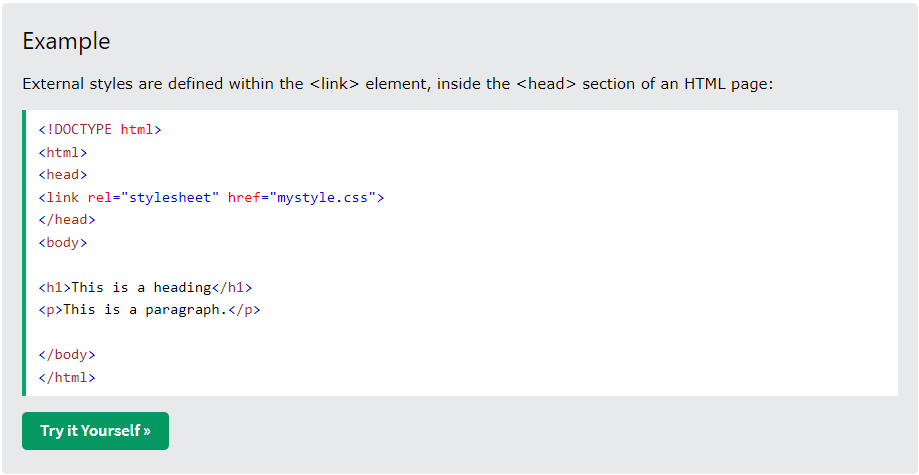 Example
External styles are defined within the <link> element, inside the <head> section of an HTML page:
<!DOCTYPE html>
<html>
<head>
<link rel="stylesheet" href="mystyle.css">
</head>
<body>
<h1>This is a heading</h1>
<p>This is a paragraph.</p>
</body>
</html>
Try it Yourself »